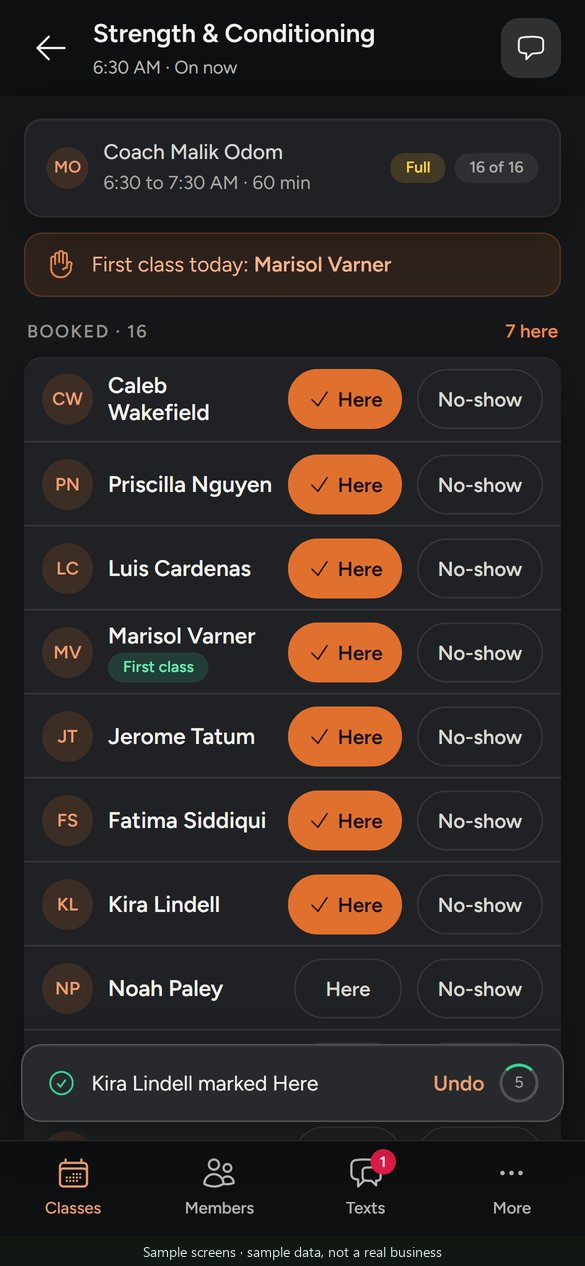 Strength & Conditioning
6:30 AM · On now
MO
Coach Malik Odom
6:30 to 7:30 AM · 60 min
Full
16 of 16
First class today: Marisol Varner
BOOKED · 16
7 here
CW
Caleb
Wakefield
Here
No-show
PN
Priscilla Nguyen
Here
No-show
LC
Luis Cardenas
Here
No-show
MV
Marisol Varner
First class
Here
No-show
JT
Jerome Tatum
Here
No-show
FS
Fatima Siddiqui
Here
No-show
KL
Kira Lindell
Here
No-show
NP
Noah Paley
Here
No-show
Kira Lindell marked Here
Undo
5
1
Classes
Members
Texts
More
Sample screens · sample data, not a real business